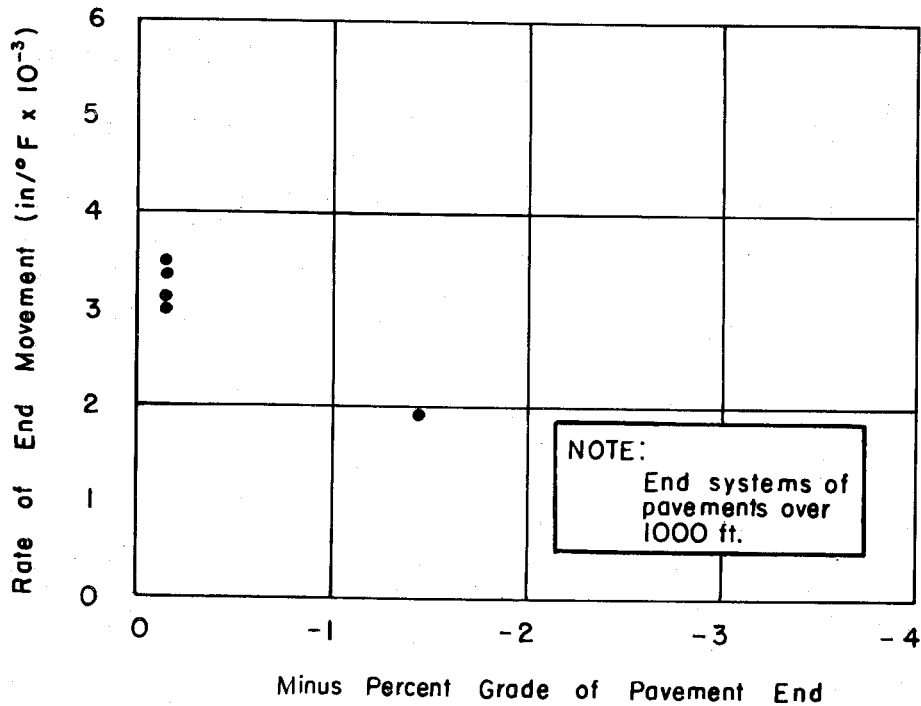 Rate of End Movement (in/°F x 10⁻³)
6
5
4
3
2
1
0
NOTE:
End systems of
pavements over
1000 ft.
0 -1 -2 -3 -4
Minus Percent Grade of Pavement End